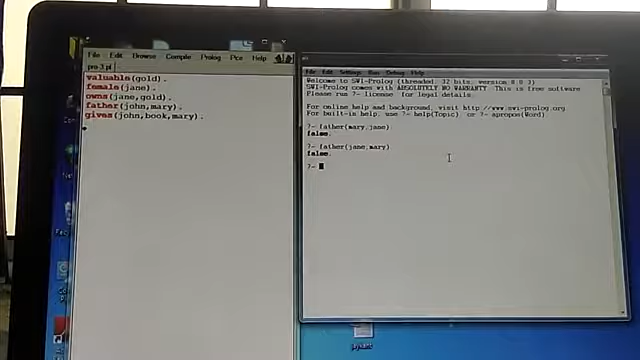 File Edit Browse Compile Prolog Pce Help
valuable(gold).
female(jane).
owns(jane,gold).
father(john,mary).
gives(john,book,mary).
File Edit Settings Run Debug Help
Welcome to SWI-Prolog (threaded, 32 bits, version 8.0.3)
SWI-Prolog comes with ABSOLUTELY NO WARRANTY. This is free software
Please run ?- license for legal details.
For online help and background, visit http://www.swi-prolog.org
For built-in help, use ?- help(Topic) or ?- apropos(Word)
?- father(mary,jane)
false.
?- father(jane,mary)
false.
?-